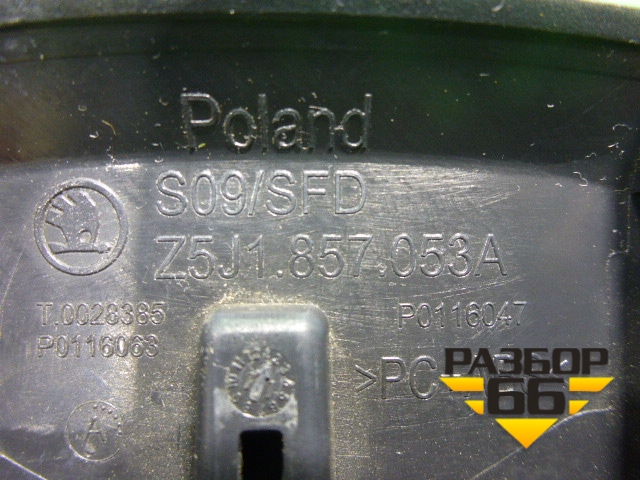 Poland
S09/SFD
Z5J1.857.053A
T.0028385
P0116047
P0116063
>PC
РАЗБОР
66
A